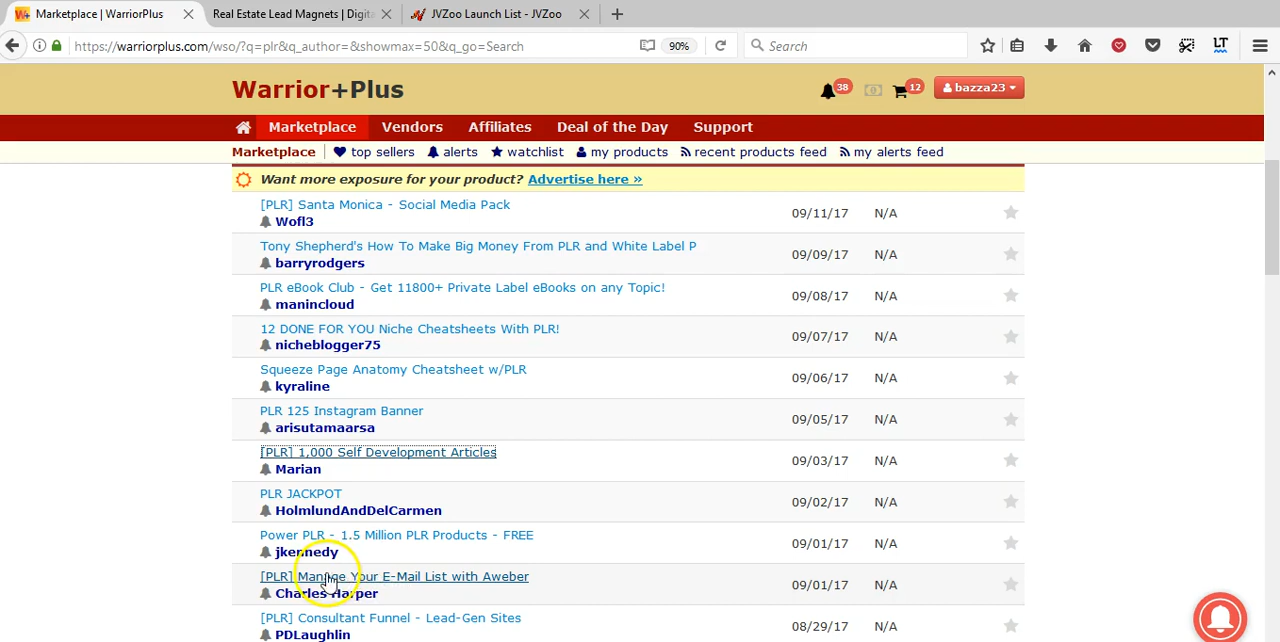 Marketplace | WarriorPlus
Real Estate Lead Magnets | Digita
JVZoo Launch List - JVZoo
https://warriorplus.com/wso/?q=plr&q_author=&showmax=50&q_go=Search
90%
Search
LT
Warrior+Plus
38
12
bazza23
Marketplace Vendors Affiliates Deal of the Day Support
Marketplace top sellers alerts watchlist my products recent products feed my alerts feed
Want more exposure for your product? Advertise here »
[PLR] Santa Monica - Social Media Pack
Wofl3
09/11/17 N/A
Tony Shepherd's How To Make Big Money From PLR and White Label P
barryrodgers
09/09/17 N/A
PLR eBook Club - Get 11800+ Private Label eBooks on any Topic!
manincloud
09/08/17 N/A
12 DONE FOR YOU Niche Cheatsheets With PLR!
nicheblogger75
09/07/17 N/A
Squeeze Page Anatomy Cheatsheet w/PLR
kyraline
09/06/17 N/A
PLR 125 Instagram Banner
arisutamaarsa
09/05/17 N/A
[PLR] 1,000 Self Development Articles
Marian
09/03/17 N/A
PLR JACKPOT
HolmlundAndDelCarmen
09/02/17 N/A
Power PLR - 1.5 Million PLR Products - FREE
jkennedy
09/01/17 N/A
[PLR] Manage Your E-Mail List with Aweber
Charles Harper
09/01/17 N/A
[PLR] Consultant Funnel - Lead-Gen Sites
PDLaughlin
08/29/17 N/A